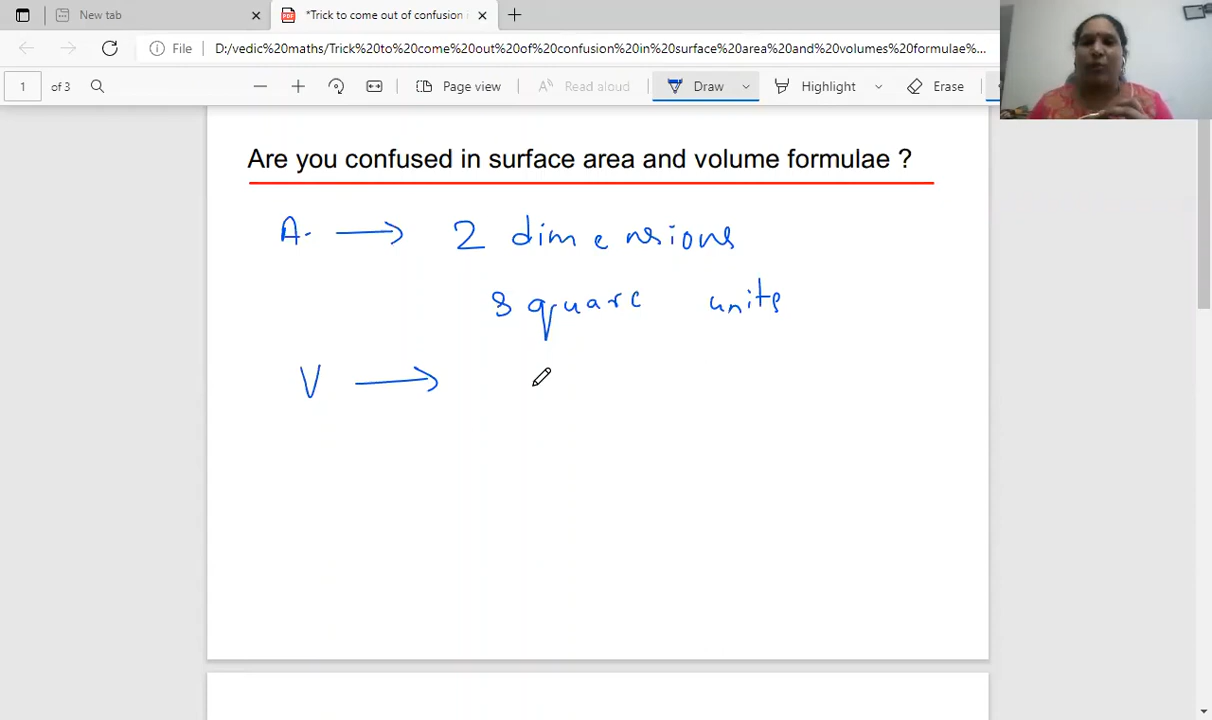 New tab
*Trick to come out of confusion
File D:/vedic%20maths/Trick%20to%20come%20out%20of%20confusion%20in%20surface%20area%20and%20volumes%20formulae%...
1 of 3 Page view Read aloud Draw Highlight Erase
Are you confused in surface area and volume formulae ?
A. → 2 dimensions
square units
V →